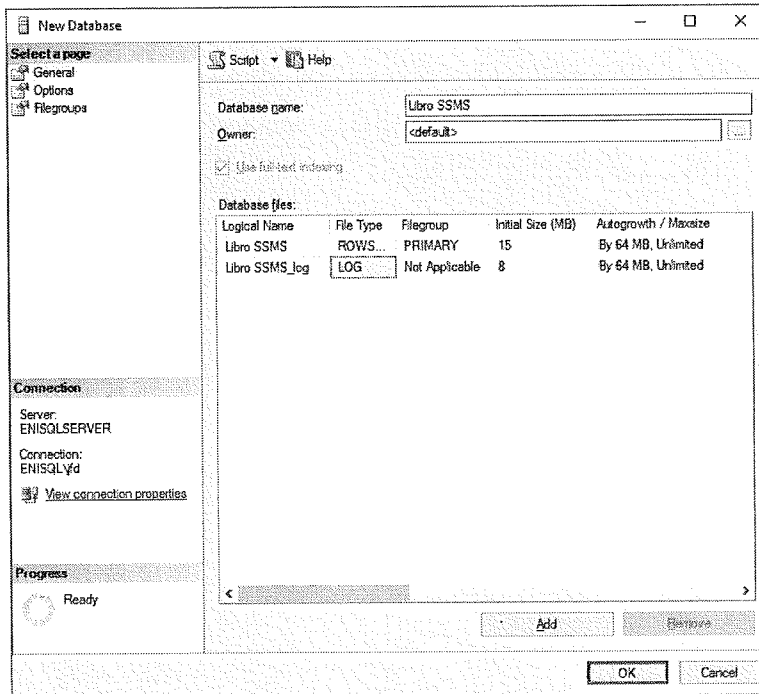 New Database
Select a page
General
Options
Filegroups
Script
Help
Database name:
Libro SSMS
Owner:
<default>
...
Use full-text indexing
Database files:
Logical Name File Type Filegroup Initial Size (MB) Autogrowth / Maxsize
Libro SSMS ROWS... PRIMARY 15 By 64 MB, Unlimited
Libro SSMS_log LOG Not Applicable 8 By 64 MB, Unlimited
Connection
Server:
ENISQLSERVER
Connection:
View connection properties
Progress
Ready
Add
Remove
OK
Cancel